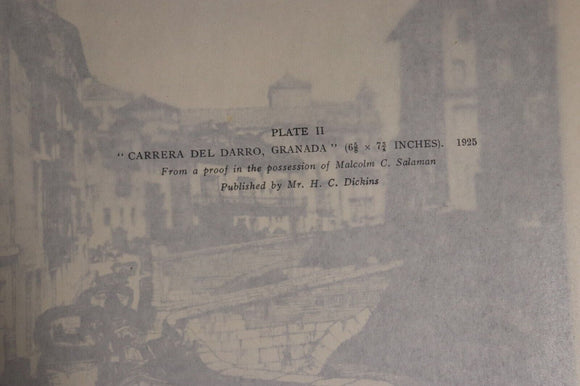 PLATE II
"CARRERA DEL DARRO, GRANADA" (6⅝ × 7¾ INCHES). 1925
From a proof in the possession of Malcolm C. Salaman
Published by Mr. H. C. Dickins